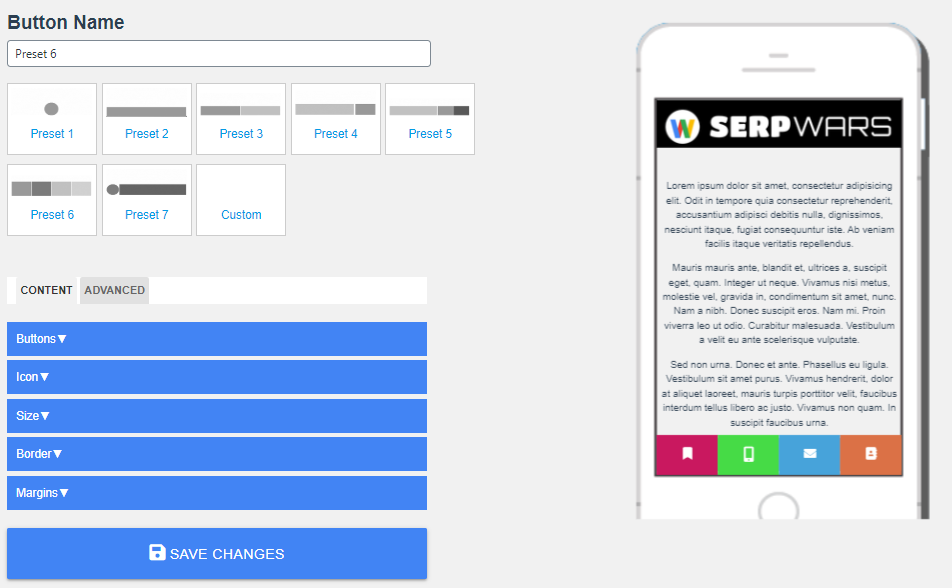 Button Name
Preset 6
Preset 1
Preset 2
Preset 3
Preset 4
Preset 5
Preset 6
Preset 7
Custom
CONTENT
ADVANCED
Buttons▼
Icon▼
Size▼
Border▼
Margins▼
SAVE CHANGES
W SERPWARS
Lorem ipsum dolor sit amet, consectetur adipisicing
elit. Odit in tempore quia consectetur reprehenderit,
accusantium adipisci debitis nulla, dignissimos,
nesciunt itaque, fugiat consequuntur iste. Ab veniam
facilis itaque veritatis repellendus.
Mauris mauris ante, blandit et, ultrices a, suscipit
eget, quam. Integer ut neque. Vivamus nisi metus,
molestie vel, gravida in, condimentum sit amet, nunc.
Nam a nibh. Donec suscipit eros. Nam mi. Proin
viverra leo ut odio. Curabitur malesuada. Vestibulum
a velit eu ante scelerisque vulputate.
Sed non urna. Donec et ante. Phasellus eu ligula.
Vestibulum sit amet purus. Vivamus hendrerit, dolor
at aliquet laoreet, mauris turpis porttitor velit, faucibus
interdum tellus libero ac justo. Vivamus non quam. In
suscipit faucibus urna.